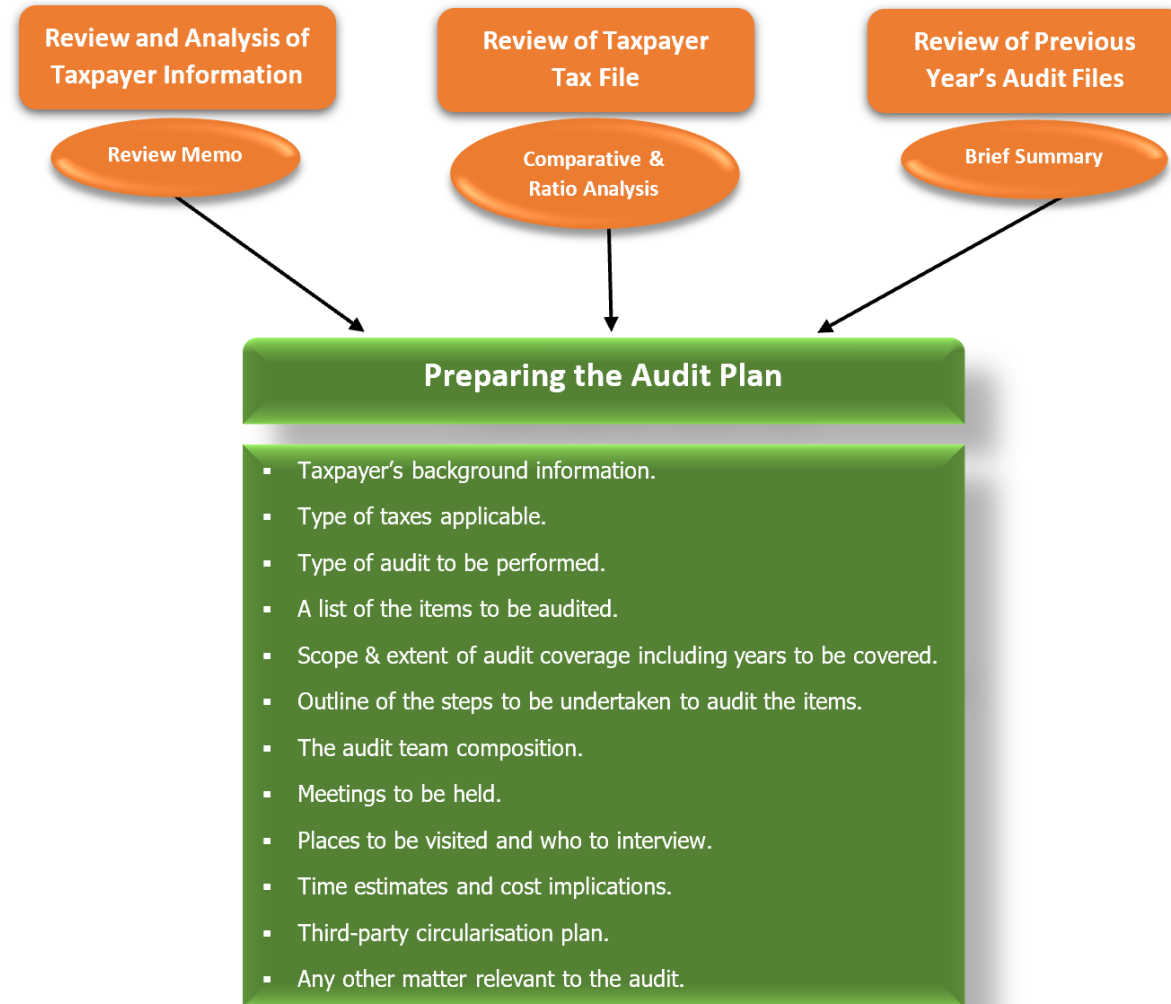 Review and Analysis of
Taxpayer Information
Review Memo
Review of Taxpayer
Tax File
Comparative &
Ratio Analysis
Review of Previous
Year’s Audit Files
Brief Summary
Preparing the Audit Plan
▪ Taxpayer’s background information.
▪ Type of taxes applicable.
▪ Type of audit to be performed.
▪ A list of the items to be audited.
▪ Scope & extent of audit coverage including years to be covered.
▪ Outline of the steps to be undertaken to audit the items.
▪ The audit team composition.
▪ Meetings to be held.
▪ Places to be visited and who to interview.
▪ Time estimates and cost implications.
▪ Third-party circularisation plan.
▪ Any other matter relevant to the audit.